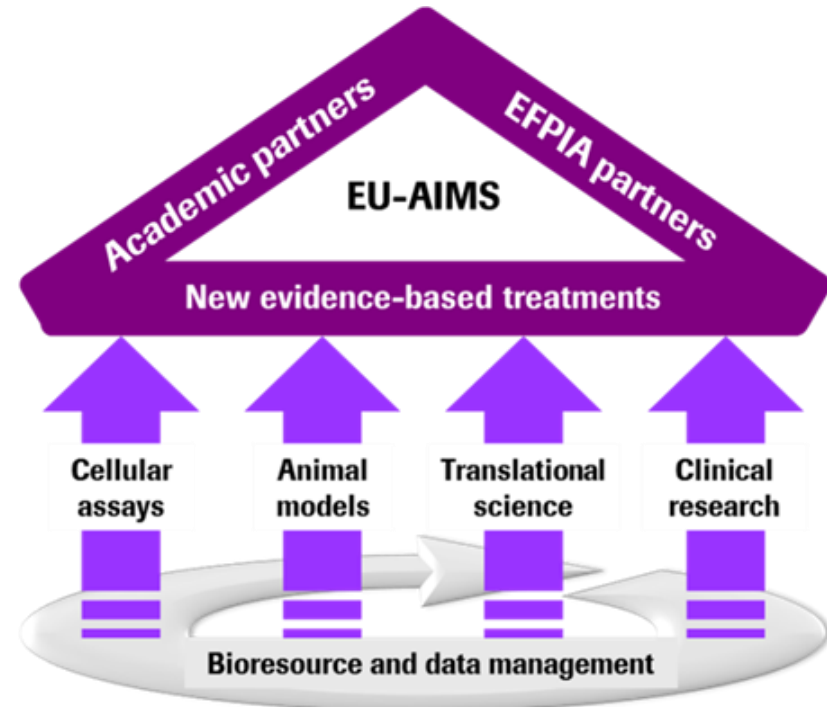 Academic partners
EFPIA partners
EU-AIMS
New evidence-based treatments
Cellular
assays
Animal
models
Translational
science
Clinical
research
Bioresource and data management